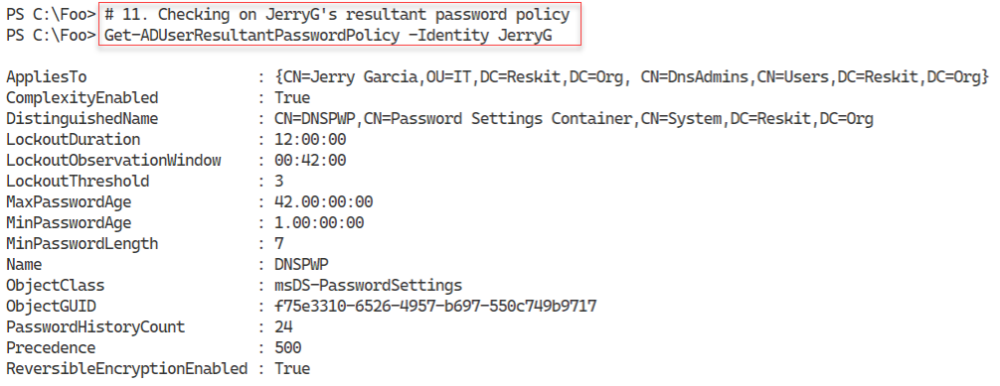 PS C:\Foo> # 11. Checking on JerryG's resultant password policy
PS C:\Foo> Get-ADUserResultantPasswordPolicy -Identity JerryG
AppliesTo : {CN=Jerry Garcia,OU=IT,DC=Reskit,DC=Org, CN=DnsAdmins,CN=Users,DC=Reskit,DC=Org}
ComplexityEnabled : True
DistinguishedName : CN=DNSPWP,CN=Password Settings Container,CN=System,DC=Reskit,DC=Org
LockoutDuration : 12:00:00
LockoutObservationWindow : 00:42:00
LockoutThreshold : 3
MaxPasswordAge : 42.00:00:00
MinPasswordAge : 1.00:00:00
MinPasswordLength : 7
Name : DNSPWP
ObjectClass : msDS-PasswordSettings
ObjectGUID : f75e3310-6526-4957-b697-550c749b9717
PasswordHistoryCount : 24
Precedence : 500
ReversibleEncryptionEnabled : True